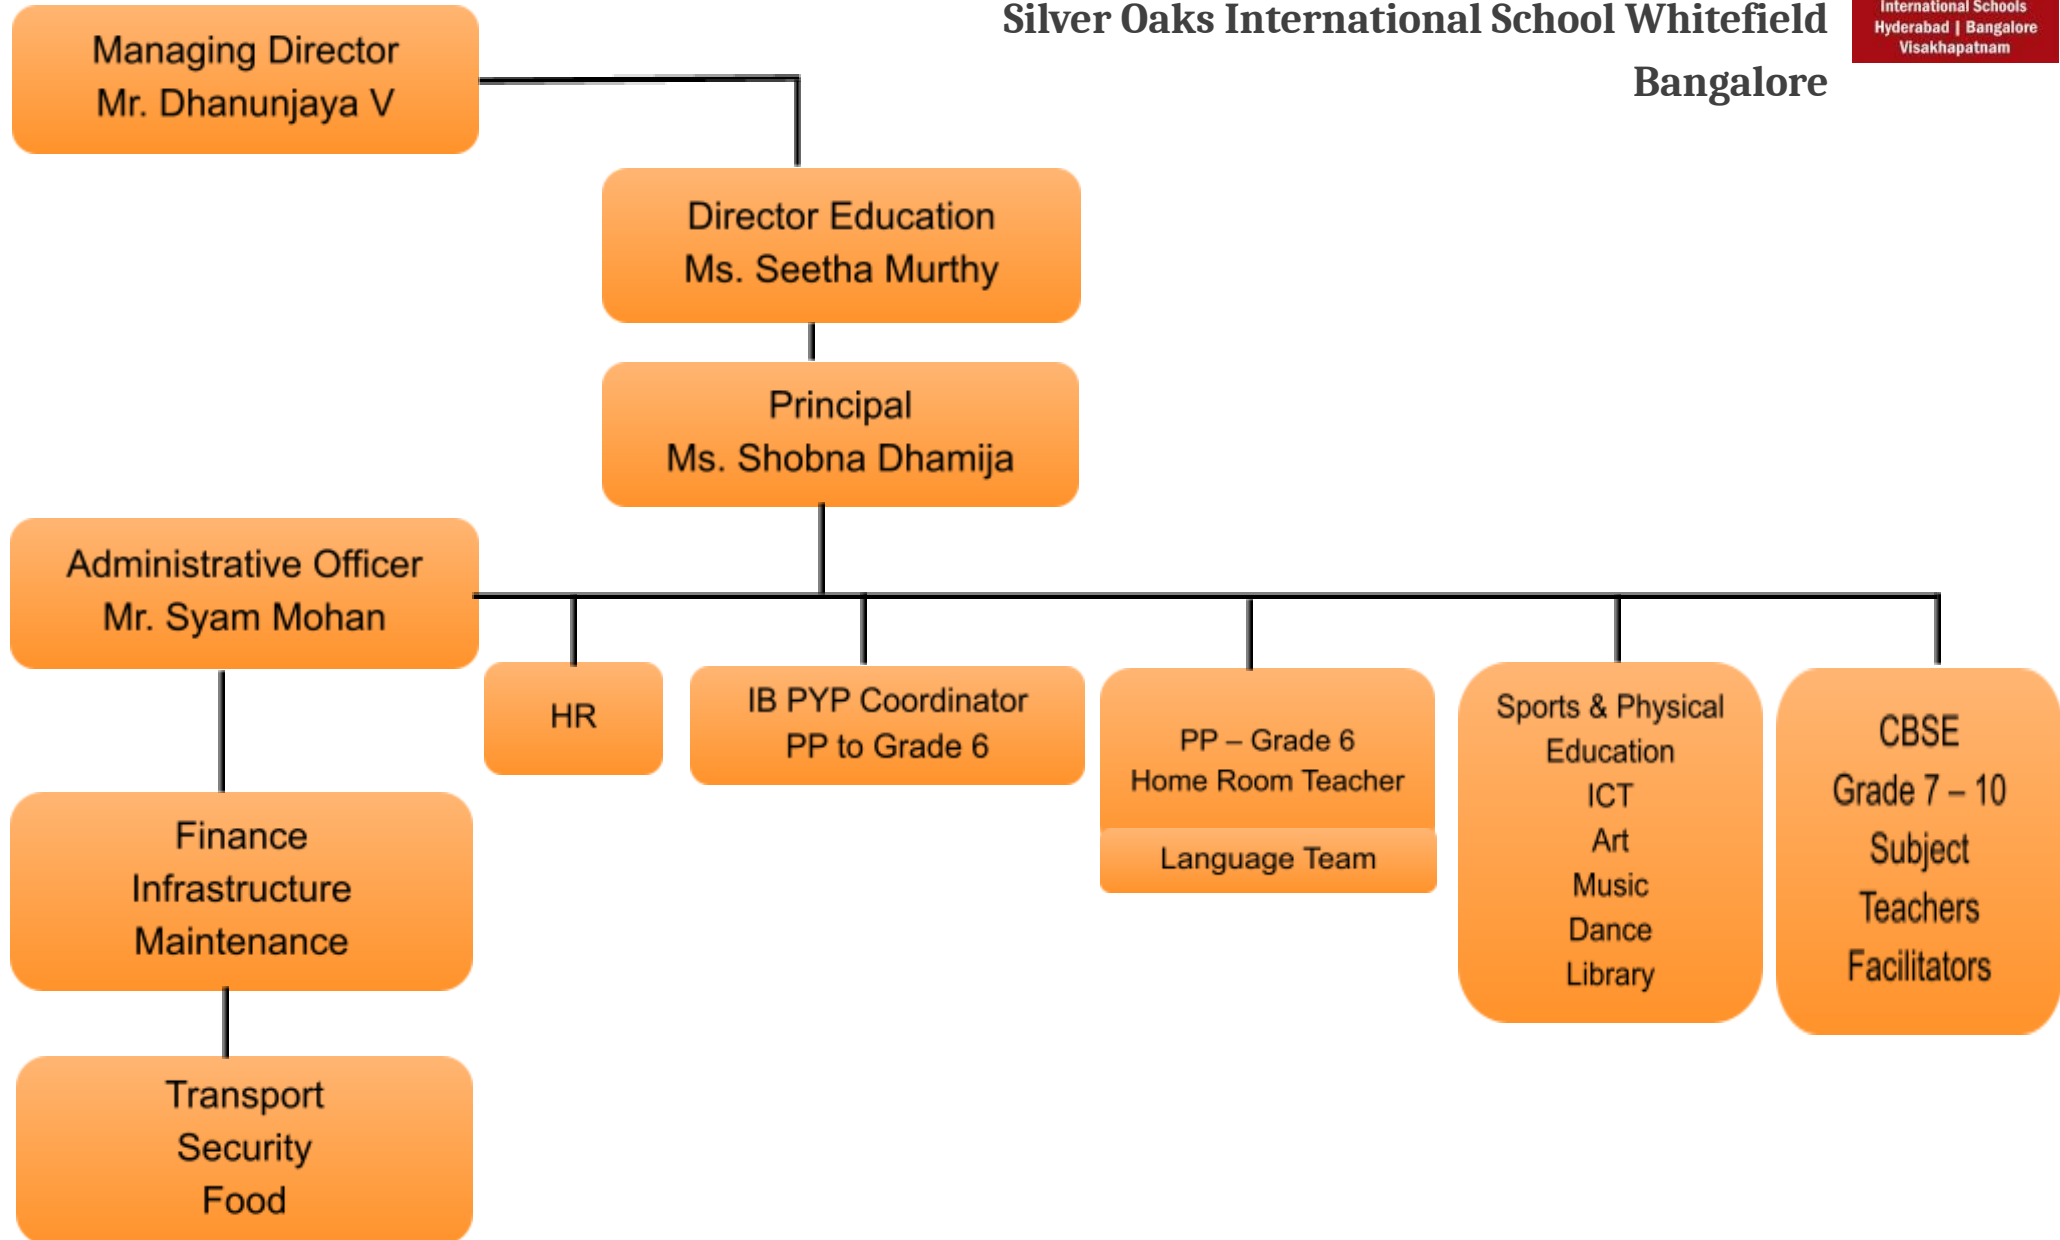 Silver Oaks International School Whitefield
Bangalore
International Schools
Hyderabad | Bangalore
Visakhapatnam
Managing Director
Mr. Dhanunjaya V
Director Education
Ms. Seetha Murthy
Principal
Ms. Shobna Dhamija
Administrative Officer
Mr. Syam Mohan
HR
IB PYP Coordinator
PP to Grade 6
PP – Grade 6
Home Room Teacher
Language Team
Sports & Physical
Education
ICT
Art
Music
Dance
Library
CBSE
Grade 7 – 10
Subject
Teachers
Facilitators
Finance
Infrastructure
Maintenance
Transport
Security
Food